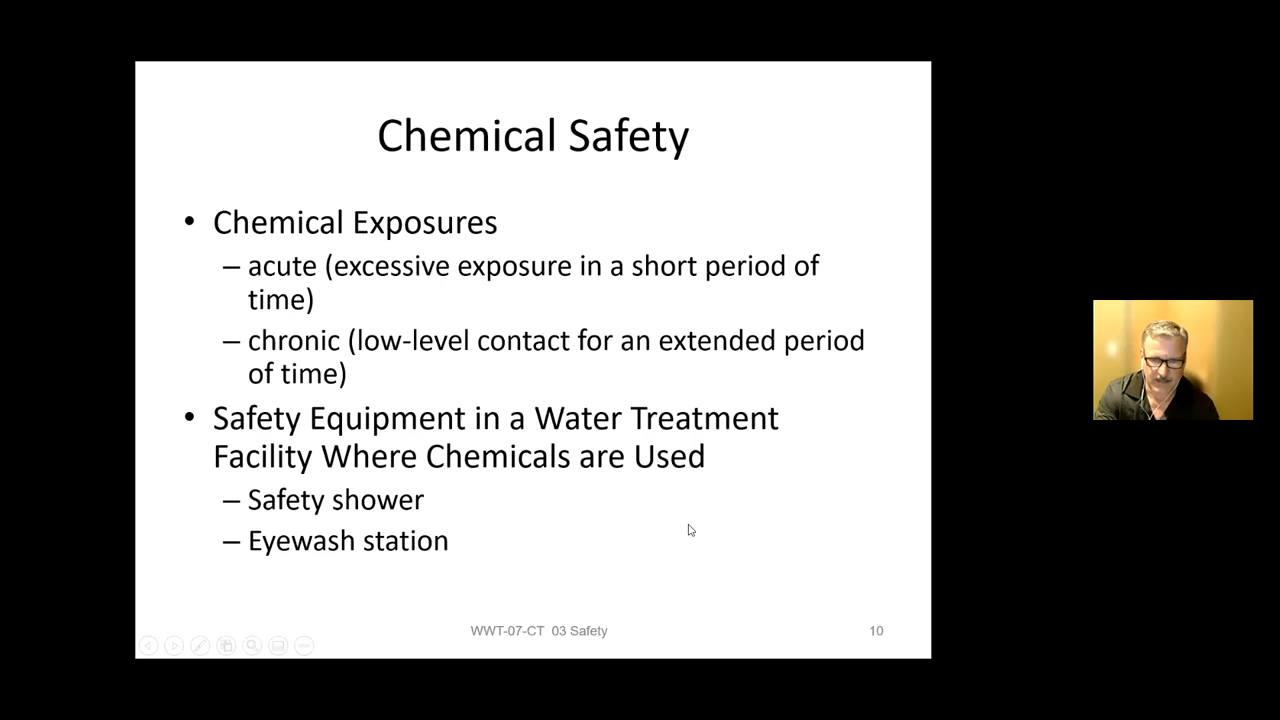 Chemical Safety
• Chemical Exposures
– acute (excessive exposure in a short period of
time)
– chronic (low-level contact for an extended period
of time)
• Safety Equipment in a Water Treatment
Facility Where Chemicals are Used
– Safety shower
– Eyewash station
WWT-07-CT 03 Safety
10